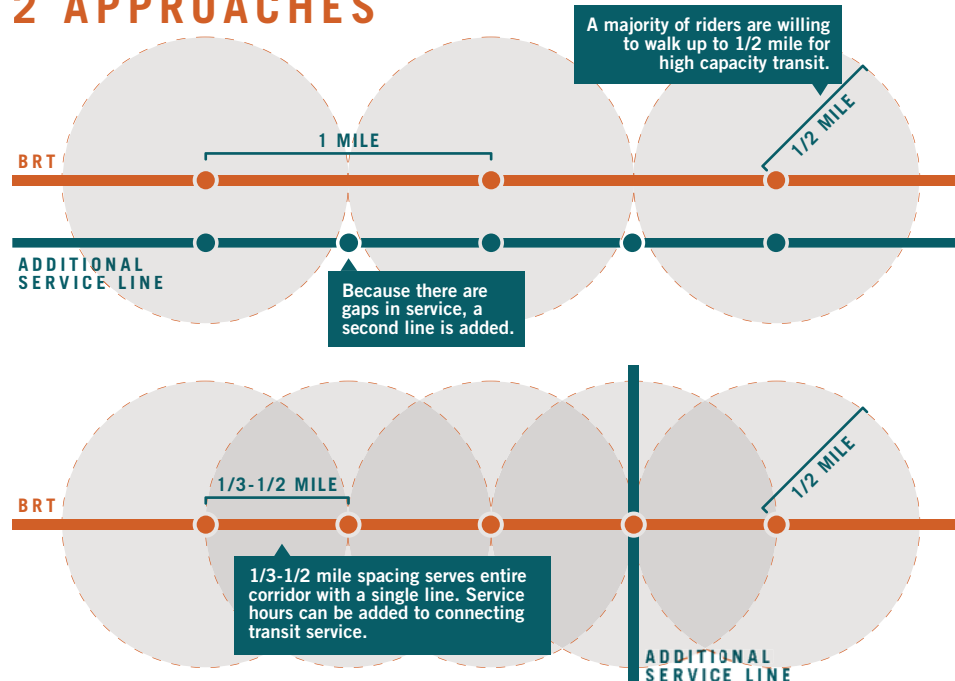 2 APPROACHES
A majority of riders are willing
to walk up to 1/2 mile for
high capacity transit.
1 MILE
1/2 MILE
BRT
ADDITIONAL
SERVICE LINE
Because there are
gaps in service, a
second line is added.
1/3-1/2 MILE
1/2 MILE
BRT
1/3-1/2 mile spacing serves entire
corridor with a single line. Service
hours can be added to connecting
transit service.
ADDITIONAL
SERVICE LINE